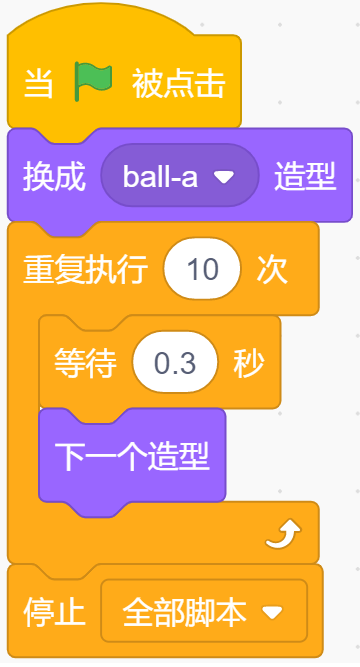 当 被点击
换成 ball-a 造型
重复执行 10 次
等待 0.3 秒
下一个造型
停止 全部脚本